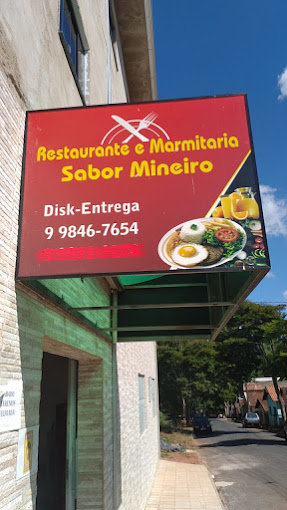 Restaurante e Marmitaria
Sabor Mineiro
Disk-Entrega
9 9846-7654